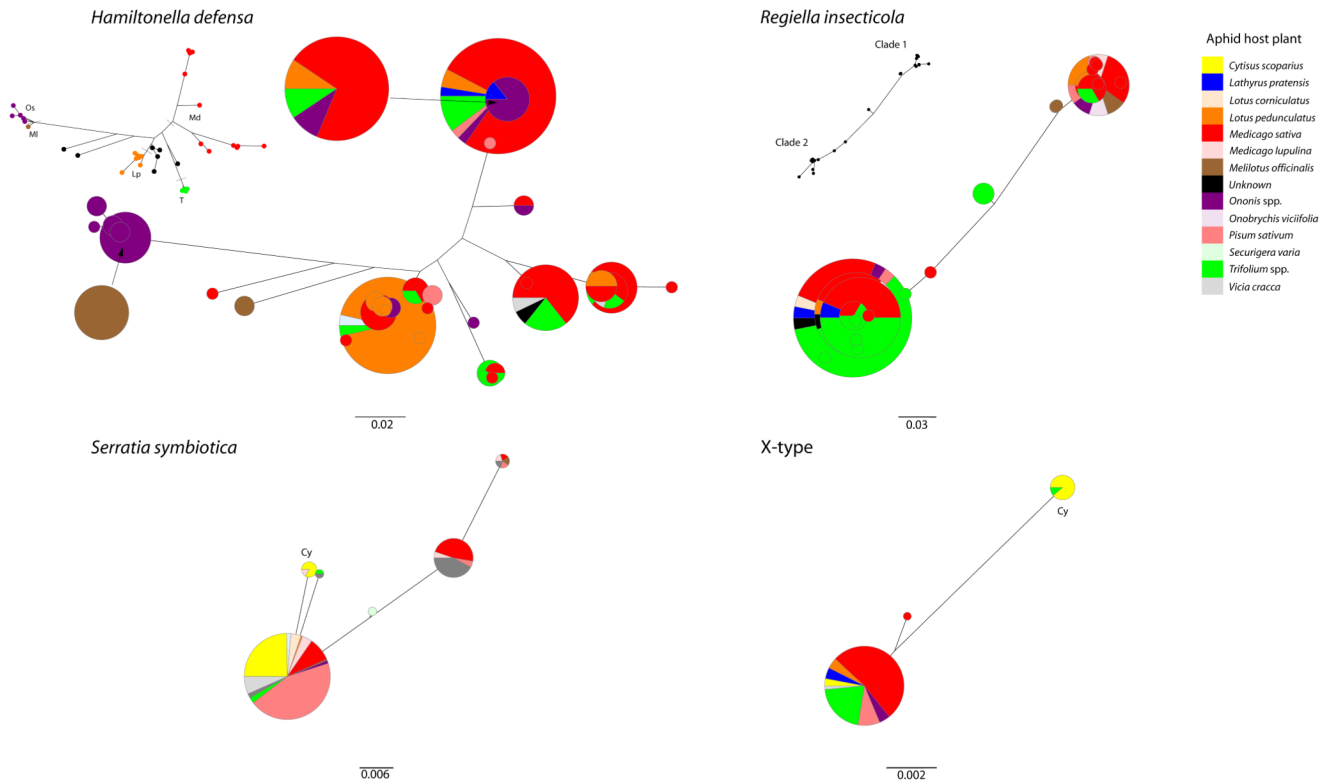 Hamiltonella defensa
Regiella insecticola
Os
Ml
Md
Lp
T
0.02
Clade 1
Clade 2
0.03
Aphid host plant
Cytisus scoparius
Lathyrus pratensis
Lotus corniculatus
Lotus pedunculatus
Medicago sativa
Medicago lupulina
Melilotus officinalis
Unknown
Ononis spp.
Onobrychis viciifolia
Pisum sativum
Securigera varia
Trifolium spp.
Vicia cracca
Serratia symbiotica
X-type
Cy
0.006
Cy
0.002